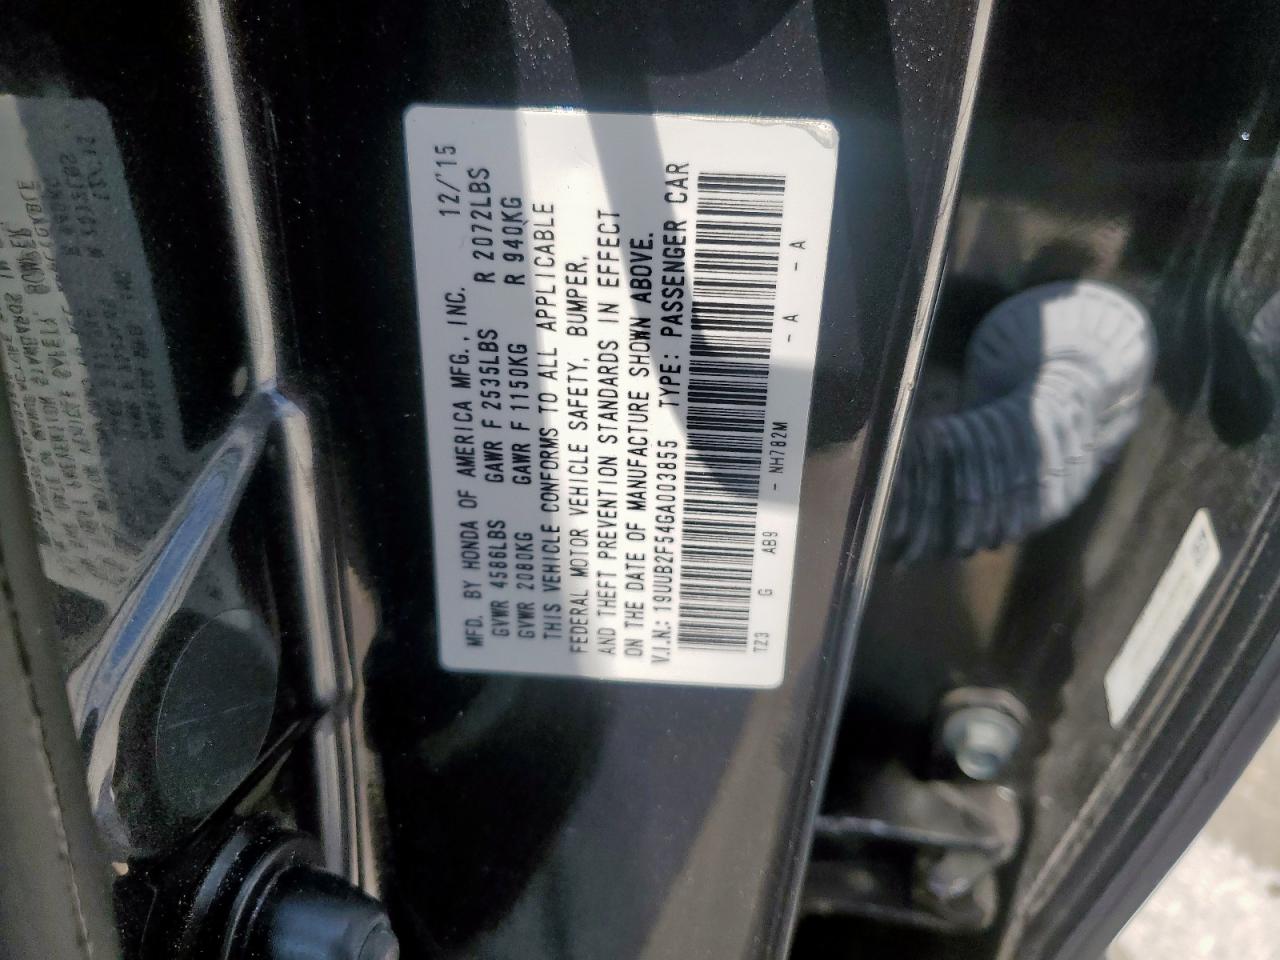 MFD. BY HONDA OF AMERICA MFG., INC. 12/'15
GVWR 4586LBS GAWR F 2535LBS R 2072LBS
GVWR 2080KG GAWR F 1150KG R 940KG
THIS VEHICLE CONFORMS TO ALL APPLICABLE
FEDERAL MOTOR VEHICLE SAFETY, BUMPER,
AND THEFT PREVENTION STANDARDS IN EFFECT
ON THE DATE OF MANUFACTURE SHOWN ABOVE.
V.I.N.: 19UUB2F54GA003855 TYPE: PASSENGER CAR
TZ3 G AB9 - NH782M - A - A